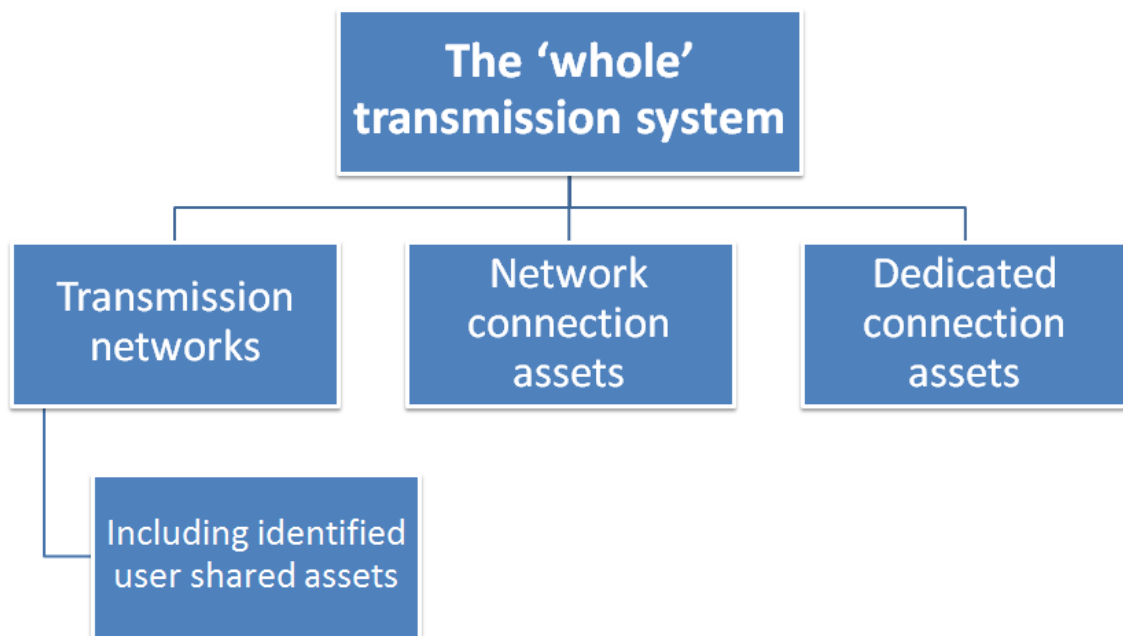 The ‘whole’
transmission system
Transmission
networks
Network
connection
assets
Dedicated
connection
assets
Including identified
user shared assets